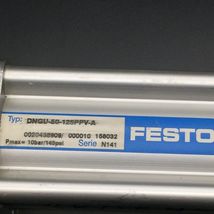 Typ: DNGU-50-125PPV-A
0020438909/ 000010 158032
Pmax= 10bar/140psi Serie N141
FESTO